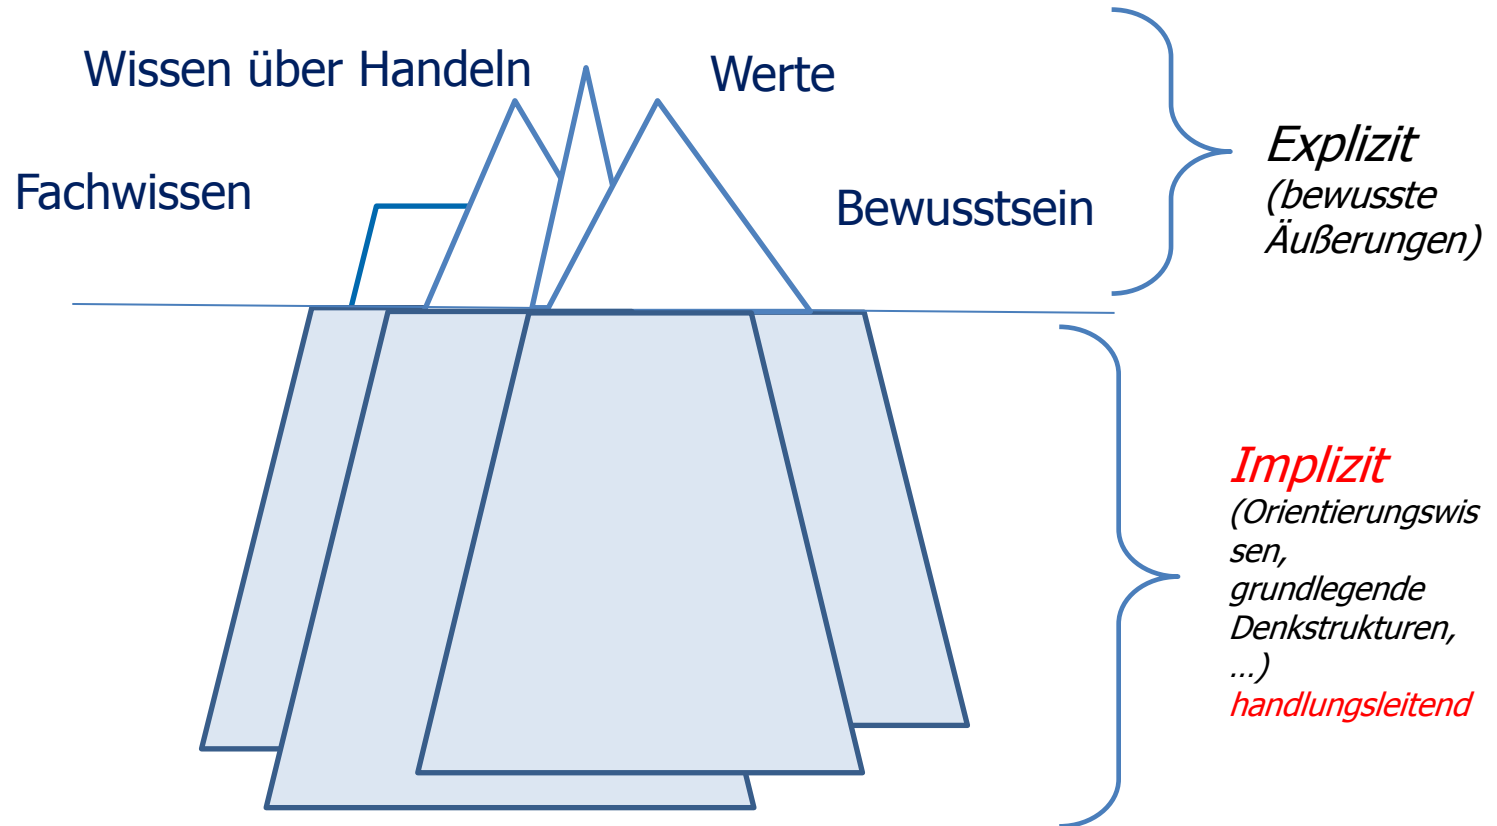 Wissen über Handeln
Werte
Fachwissen
Bewusstsein
Explizit
(bewusste
Äußerungen)
Implizit
(Orientierungswis
sen,
grundlegende
Denkstrukturen,
…)
handlungsleitend